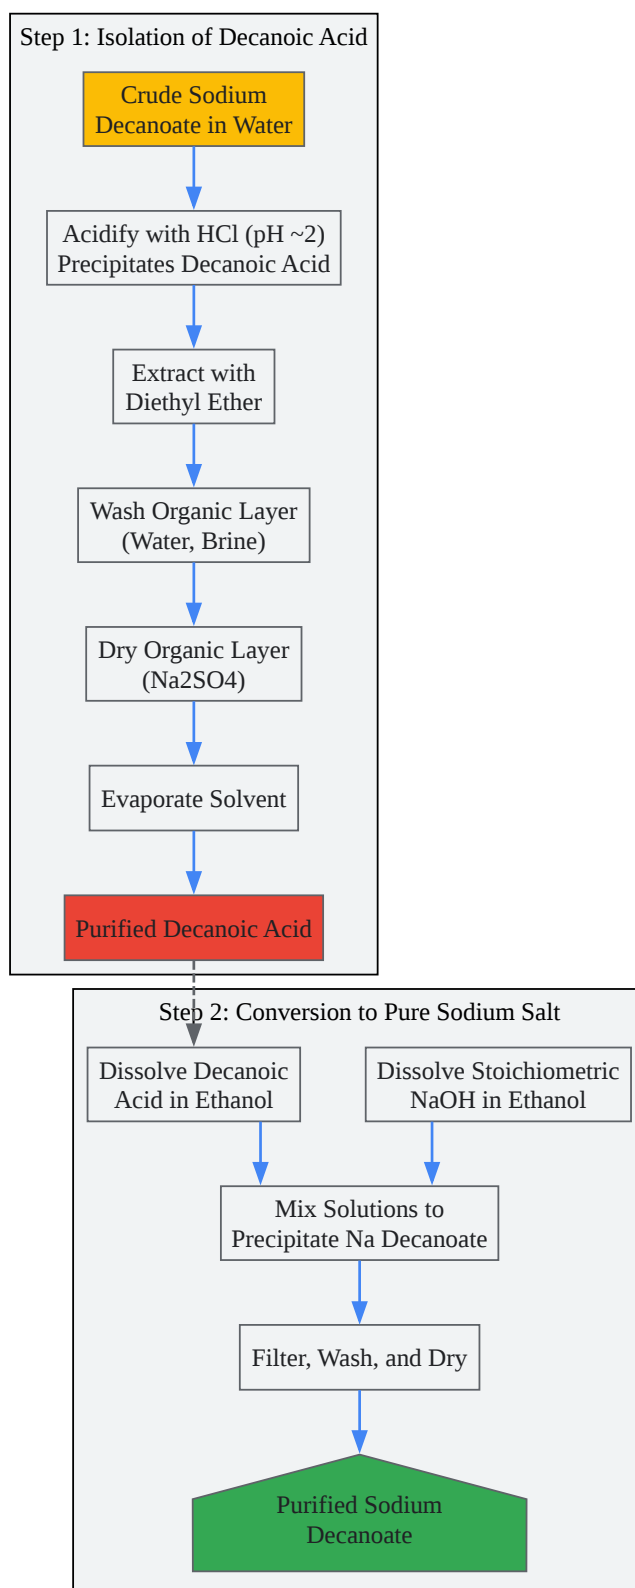 Step 1: Isolation of Decanoic Acid
Crude Sodium
Decanoate in Water
Acidify with HCl (pH ~2)
Precipitates Decanoic Acid
Extract with
Diethyl Ether
Wash Organic Layer
(Water, Brine)
Dry Organic Layer
(Na2SO4)
Evaporate Solvent
Purified Decanoic Acid
Step 2: Conversion to Pure Sodium Salt
Dissolve Decanoic
Acid in Ethanol
Dissolve Stoichiometric
NaOH in Ethanol
Mix Solutions to
Precipitate Na Decanoate
Filter, Wash, and Dry
Purified Sodium
Decanoate